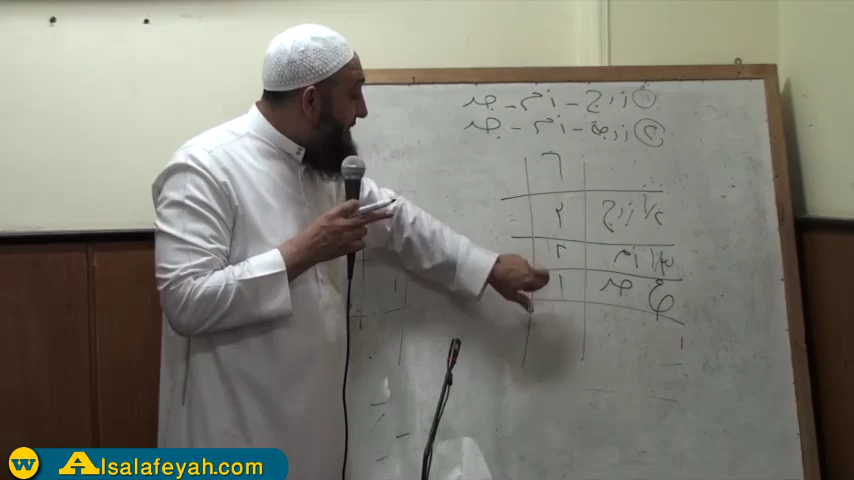 ① زوج - أم - جد
② زوجة - أم - جد
٦
١/٢ زوج ٣
١/٣ أم ٢
ع جد ١
W Alsalafeyah.com